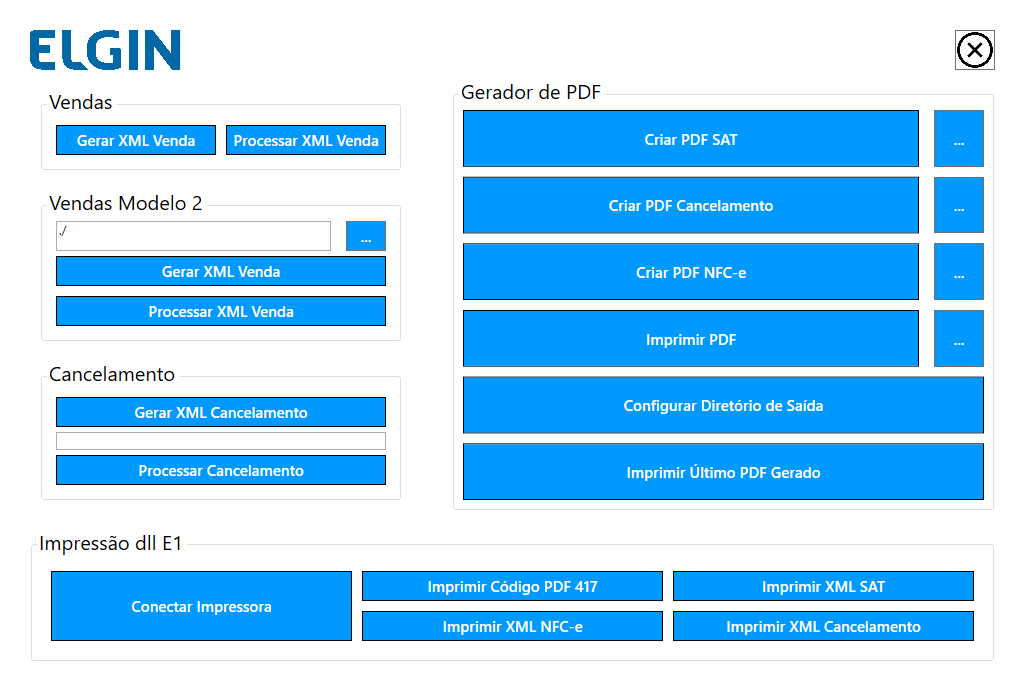 ELGIN
Vendas
Gerar XML Venda
Processar XML Venda
Vendas Modelo 2
./
...
Gerar XML Venda
Processar XML Venda
Cancelamento
Gerar XML Cancelamento
Processar Cancelamento
Gerador de PDF
Criar PDF SAT
...
Criar PDF Cancelamento
...
Criar PDF NFC-e
...
Imprimir PDF
...
Configurar Diretório de Saída
Imprimir Último PDF Gerado
Impressão dll E1
Conectar Impressora
Imprimir Código PDF 417
Imprimir XML SAT
Imprimir XML NFC-e
Imprimir XML Cancelamento